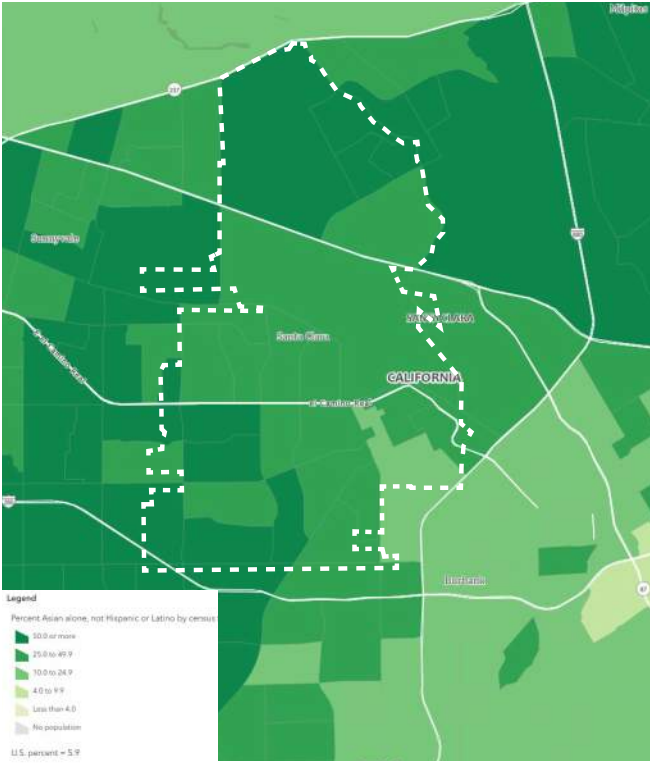 Milpitas
237
Sunnyvale
SANTA CLARA
Santa Clara
CALIFORNIA
el-Camino-Real
Burbank
Legend
Percent Asian alone, not Hispanic or Latino by census
50.0 or more
25.0 to 49.9
10.0 to 24.9
4.0 to 9.9
Less than 4.0
No population
U.S. percent = 5.9